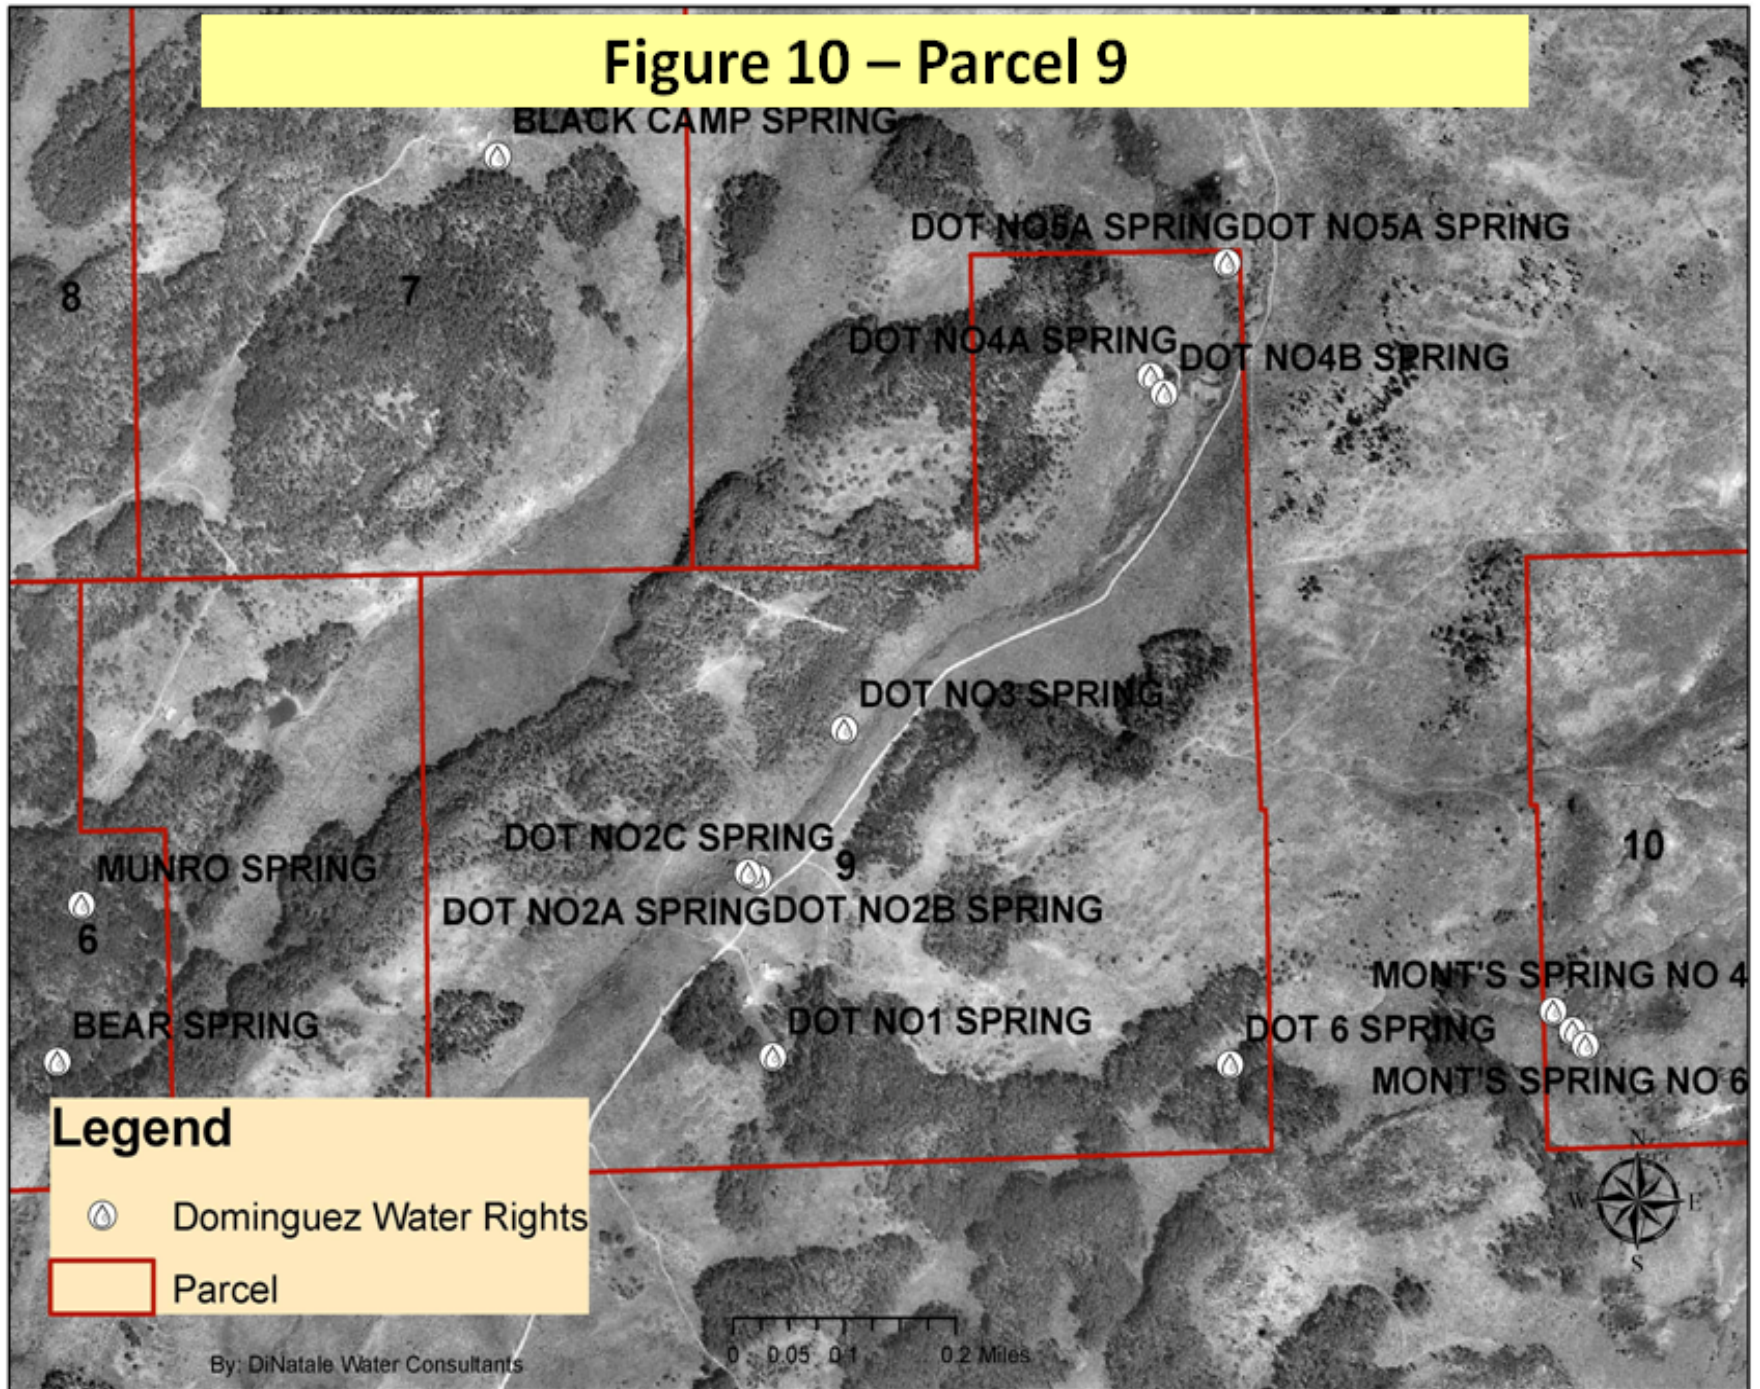 Figure 10 – Parcel 9
BLACK CAMP SPRING
DOT NO5A SPRINGDOT NO5A SPRING
8
7
DOT NO4A SPRING
DOT NO4B SPRING
DOT NO3 SPRING
DOT NO2C SPRING
9
10
MUNRO SPRING
6
DOT NO2A SPRINGDOT NO2B SPRING
MONT'S SPRING NO 4
BEAR SPRING
DOT NO1 SPRING
DOT 6 SPRING
MONT'S SPRING NO 6
Legend
Dominguez Water Rights
Parcel
N
W E
S
0 0.05 0.1 0.2 Miles
By: DiNatale Water Consultants